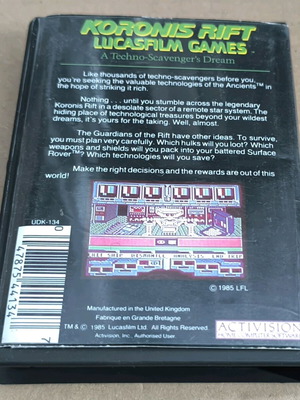 KORONIS RIFT
LUCASFILM GAMES™
A Techno-Scavenger's Dream
Like thousands of techno-scavengers before you,
you're seeking the valuable technologies of the Ancients™ in
the hope of striking it rich.
Nothing . . . until you stumble across the legendary
Koronis Rift in a desolate sector of a remote star system. The
hiding place of technological treasures beyond your wildest
dreams, it's yours for the taking. Well, almost.
The Guardians of the Rift have other ideas. To survive,
you must plan very carefully. Which hulks will you loot? Which
weapons and shields will you pack into your battered Surface
Rover™? Which technologies will you save?
Make the right decisions and the rewards are out of this
world!
DISMANTLE ANALYSIS END TRIP
© 1985 LFL
UDK-134
Manufactured in the United Kingdom
Fabrique en Grande Bretagne
TM & © 1985 Lucasfilm Ltd. All Rights Reserved.
Activision, Inc., Authorised User.
ACTIVISION